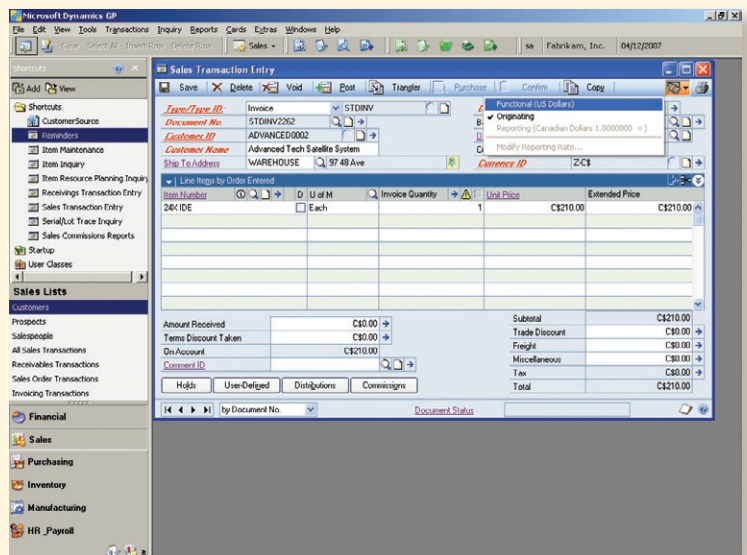 Microsoft Dynamics GP
File Edit View Tools Transactions Inquiry Reports Cards Extras Windows Help
Clear Select All Insert Row Delete Row Sales sa Fabrikam, Inc. 04/12/2007
Shortcuts
Add View
Shortcuts
CustomerSource
Reminders
Item Maintenance
Item Inquiry
Item Resource Planning Inquiry
Receivings Transaction Entry
Sales Transaction Entry
Serial/Lot Trace Inquiry
Sales Commissions Reports
Startup
User Classes
Sales Lists
Customers
Prospects
Salespeople
All Sales Transactions
Receivables Transactions
Sales Order Transactions
Invoicing Transactions
Financial
Sales
Purchasing
Inventory
Manufacturing
HR_Payroll
Sales Transaction Entry
Save Delete Void Post Transfer Purchase Confirm Copy
Functional (US Dollars)
Originating
Reporting (Canadian Dollars 1.0000000 ×)
Modify Reporting Rate...
Type/Type ID: Invoice STDINV
Document No. STDINV2262
Customer ID ADVANCED0002
Customer Name Advanced Tech Satellite System
Ship To Address WAREHOUSE 97 48 Ave Currency ID Z-C$
Line Items by Order Entered
Item Number D U of M Invoice Quantity Unit Price Extended Price
24X IDE Each 1 C$210.00 C$210.00
Amount Received C$0.00
Terms Discount Taken C$0.00
On Account C$210.00
Comment ID
Subtotal C$210.00
Trade Discount C$0.00
Freight C$0.00
Miscellaneous C$0.00
Tax C$0.00
Total C$210.00
Holds User-Defined Distributions Commissions
by Document No. Document Status